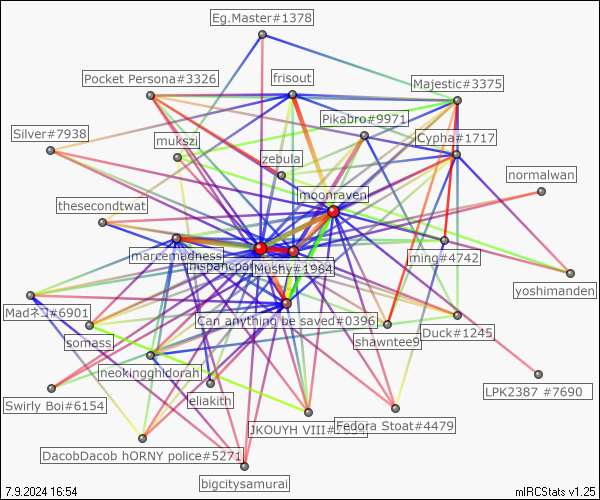 Eg.Master#1378
frisout
Pocket Persona#3326
Majestic#3375
Pikabro#9971
Silver#7938
mukszi
Cypha#1717
zebula
normalwan
moonraven
thesecondtwat
marcemadness
ming#4742
Mushy#1984
yoshimanden
Madネコ#6901
Can anything be saved#0396
Duck#1245
somass
shawntee9
neokingghidorah
LPK2387 #7690
eliakith
Swirly Boi#6154
JKOUYH VIII#7654
Fedora Stoat#4479
DacobDacob hORNY police#5271
bigcitysamurai
7.9.2024 16:54
mIRCStats v1.25